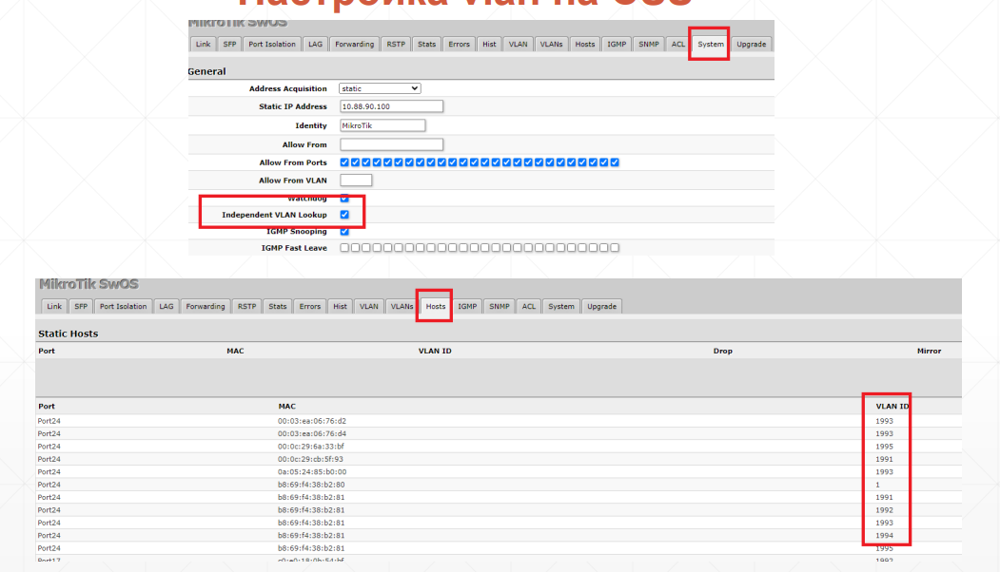 Настройка vlan на CSS
MikroTik SwOS
Link SFP Port Isolation LAG Forwarding RSTP Stats Errors Hist VLAN VLANs Hosts IGMP SNMP ACL System Upgrade
General
Address Acquisition static
Static IP Address 10.88.90.100
Identity MikroTik
Allow From
Allow From Ports
Allow From VLAN
Watchdog
Independent VLAN Lookup
IGMP Snooping
IGMP Fast Leave
MikroTik SwOS
Link SFP Port Isolation LAG Forwarding RSTP Stats Errors Hist VLAN VLANs Hosts IGMP SNMP ACL System Upgrade
Static Hosts
Port MAC VLAN ID Drop Mirror
Port MAC VLAN ID
Port24 00:03:ea:06:76:d2 1993
Port24 00:03:ea:06:76:d4 1993
Port24 00:0c:29:6a:33:bf 1995
Port24 00:0c:29:cb:5f:93 1991
Port24 0a:05:24:85:b0:00 1993
Port24 b8:69:f4:38:b2:80 1
Port24 b8:69:f4:38:b2:81 1991
Port24 b8:69:f4:38:b2:81 1992
Port24 b8:69:f4:38:b2:81 1993
Port24 b8:69:f4:38:b2:81 1994
Port24 b8:69:f4:38:b2:81 1995
Port17 c0:e0:18:0b:54:bf 1992